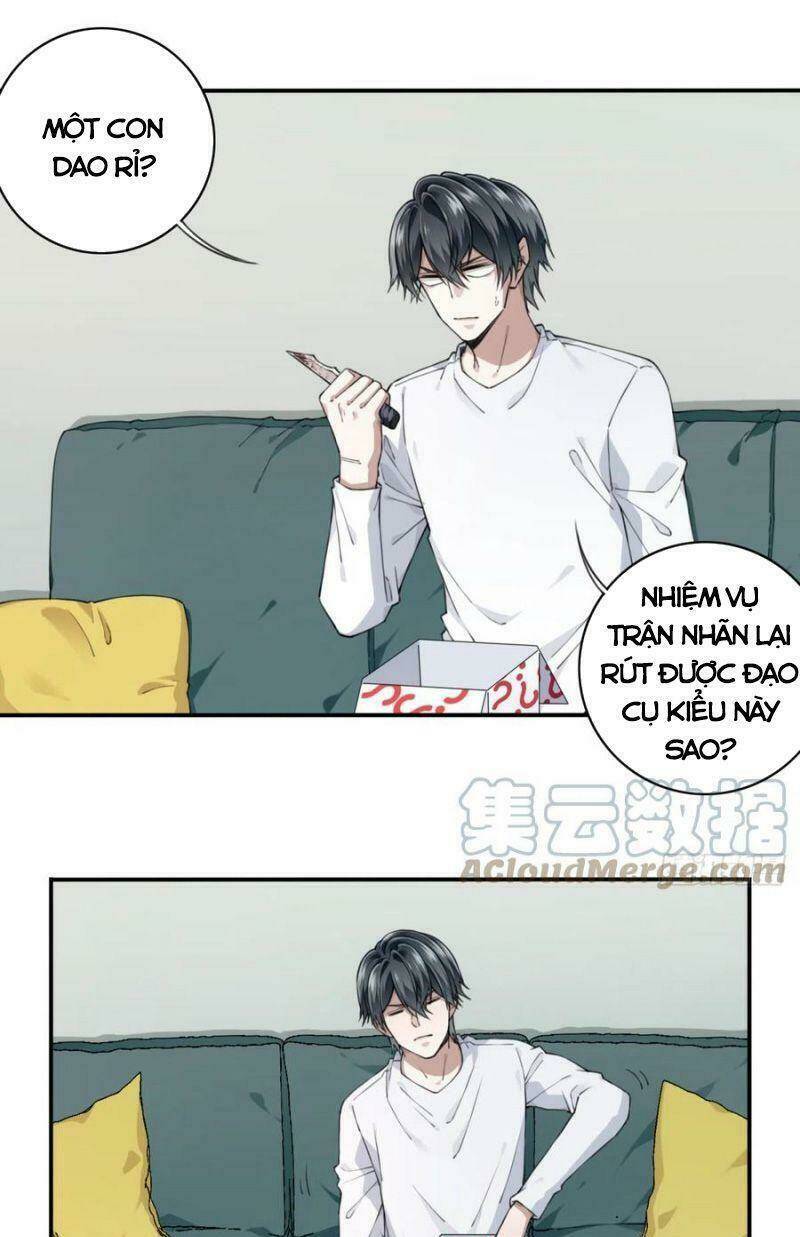 MỘT CON
DAO RỈ?
NHIỆM VỤ
TRẬN NHÃN LẠI
RÚT ĐƯỢC ĐẠO
CỤ KIỂU NÀY
SAO?
集云数据
ACloudMerge.com